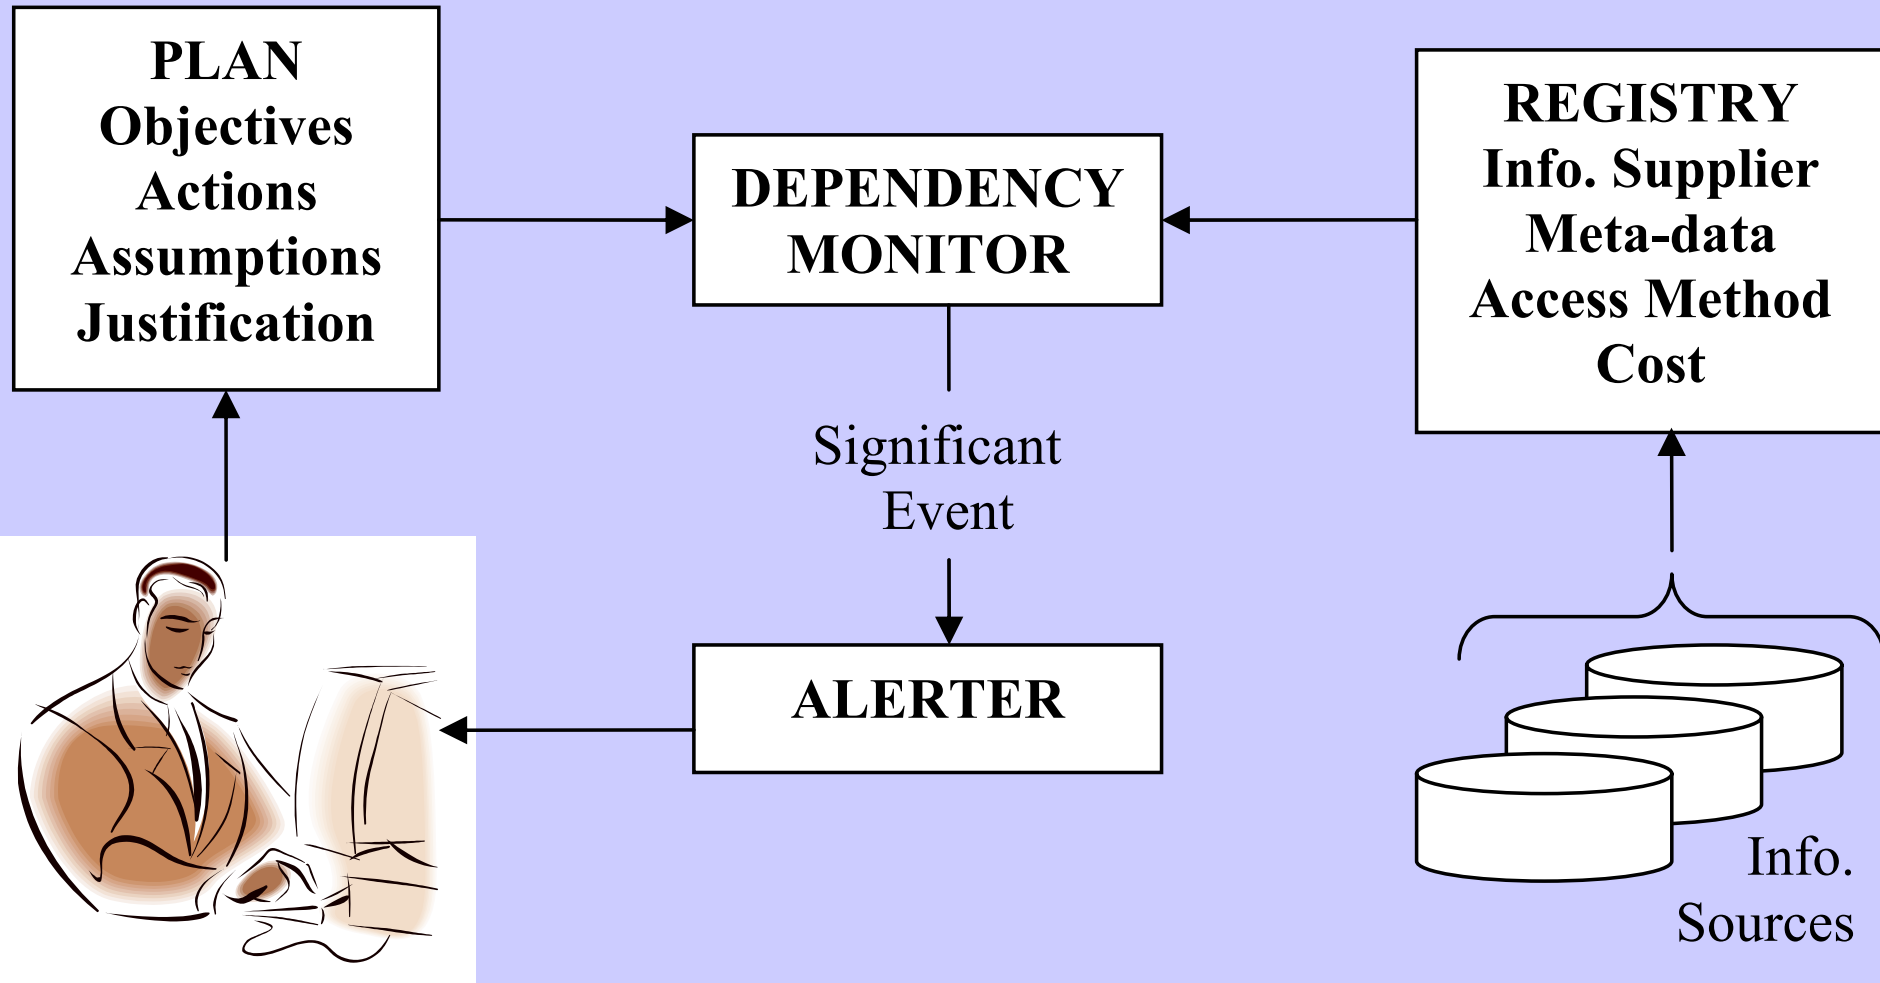 PLAN
Objectives
Actions
Assumptions
Justification
DEPENDENCY
MONITOR
REGISTRY
Info. Supplier
Meta-data
Access Method
Cost
Significant
Event
ALERTER
Info.
Sources